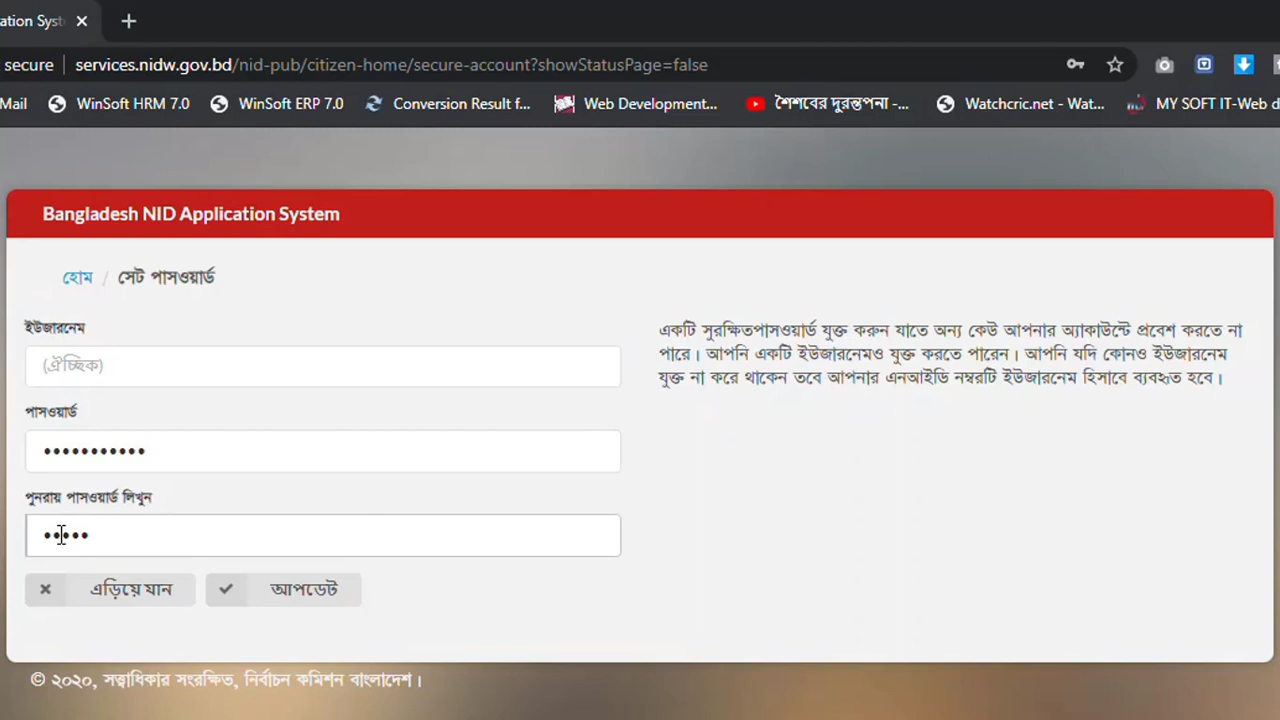 ation Syst
secure services.nidw.gov.bd/nid-pub/citizen-home/secure-account?showStatusPage=false
Mail WinSoft HRM 7.0 WinSoft ERP 7.0 Conversion Result f... Web Development... শৈশবের দুরন্তপনা -... Watchcric.net - Wat... MY SOFT IT-Web d
Bangladesh NID Application System
হোম / সেট পাসওয়ার্ড
ইউজারনেম
(ঐচ্ছিক)
পাসওয়ার্ড
পুনরায় পাসওয়ার্ড লিখুন
এড়িয়ে যান আপডেট
একটি সুরক্ষিতপাসওয়ার্ড যুক্ত করুন যাতে অন্য কেউ আপনার অ্যাকাউন্টে প্রবেশ করতে না
পারে। আপনি একটি ইউজারনেমও যুক্ত করতে পারেন। আপনি যদি কোনও ইউজারনেম
যুক্ত না করে থাকেন তবে আপনার এনআইডি নম্বরটি ইউজারনেম হিসাবে ব্যবহৃত হবে।
© ২০২০, সত্ত্বাধিকার সংরক্ষিত, নির্বাচন কমিশন বাংলাদেশ।